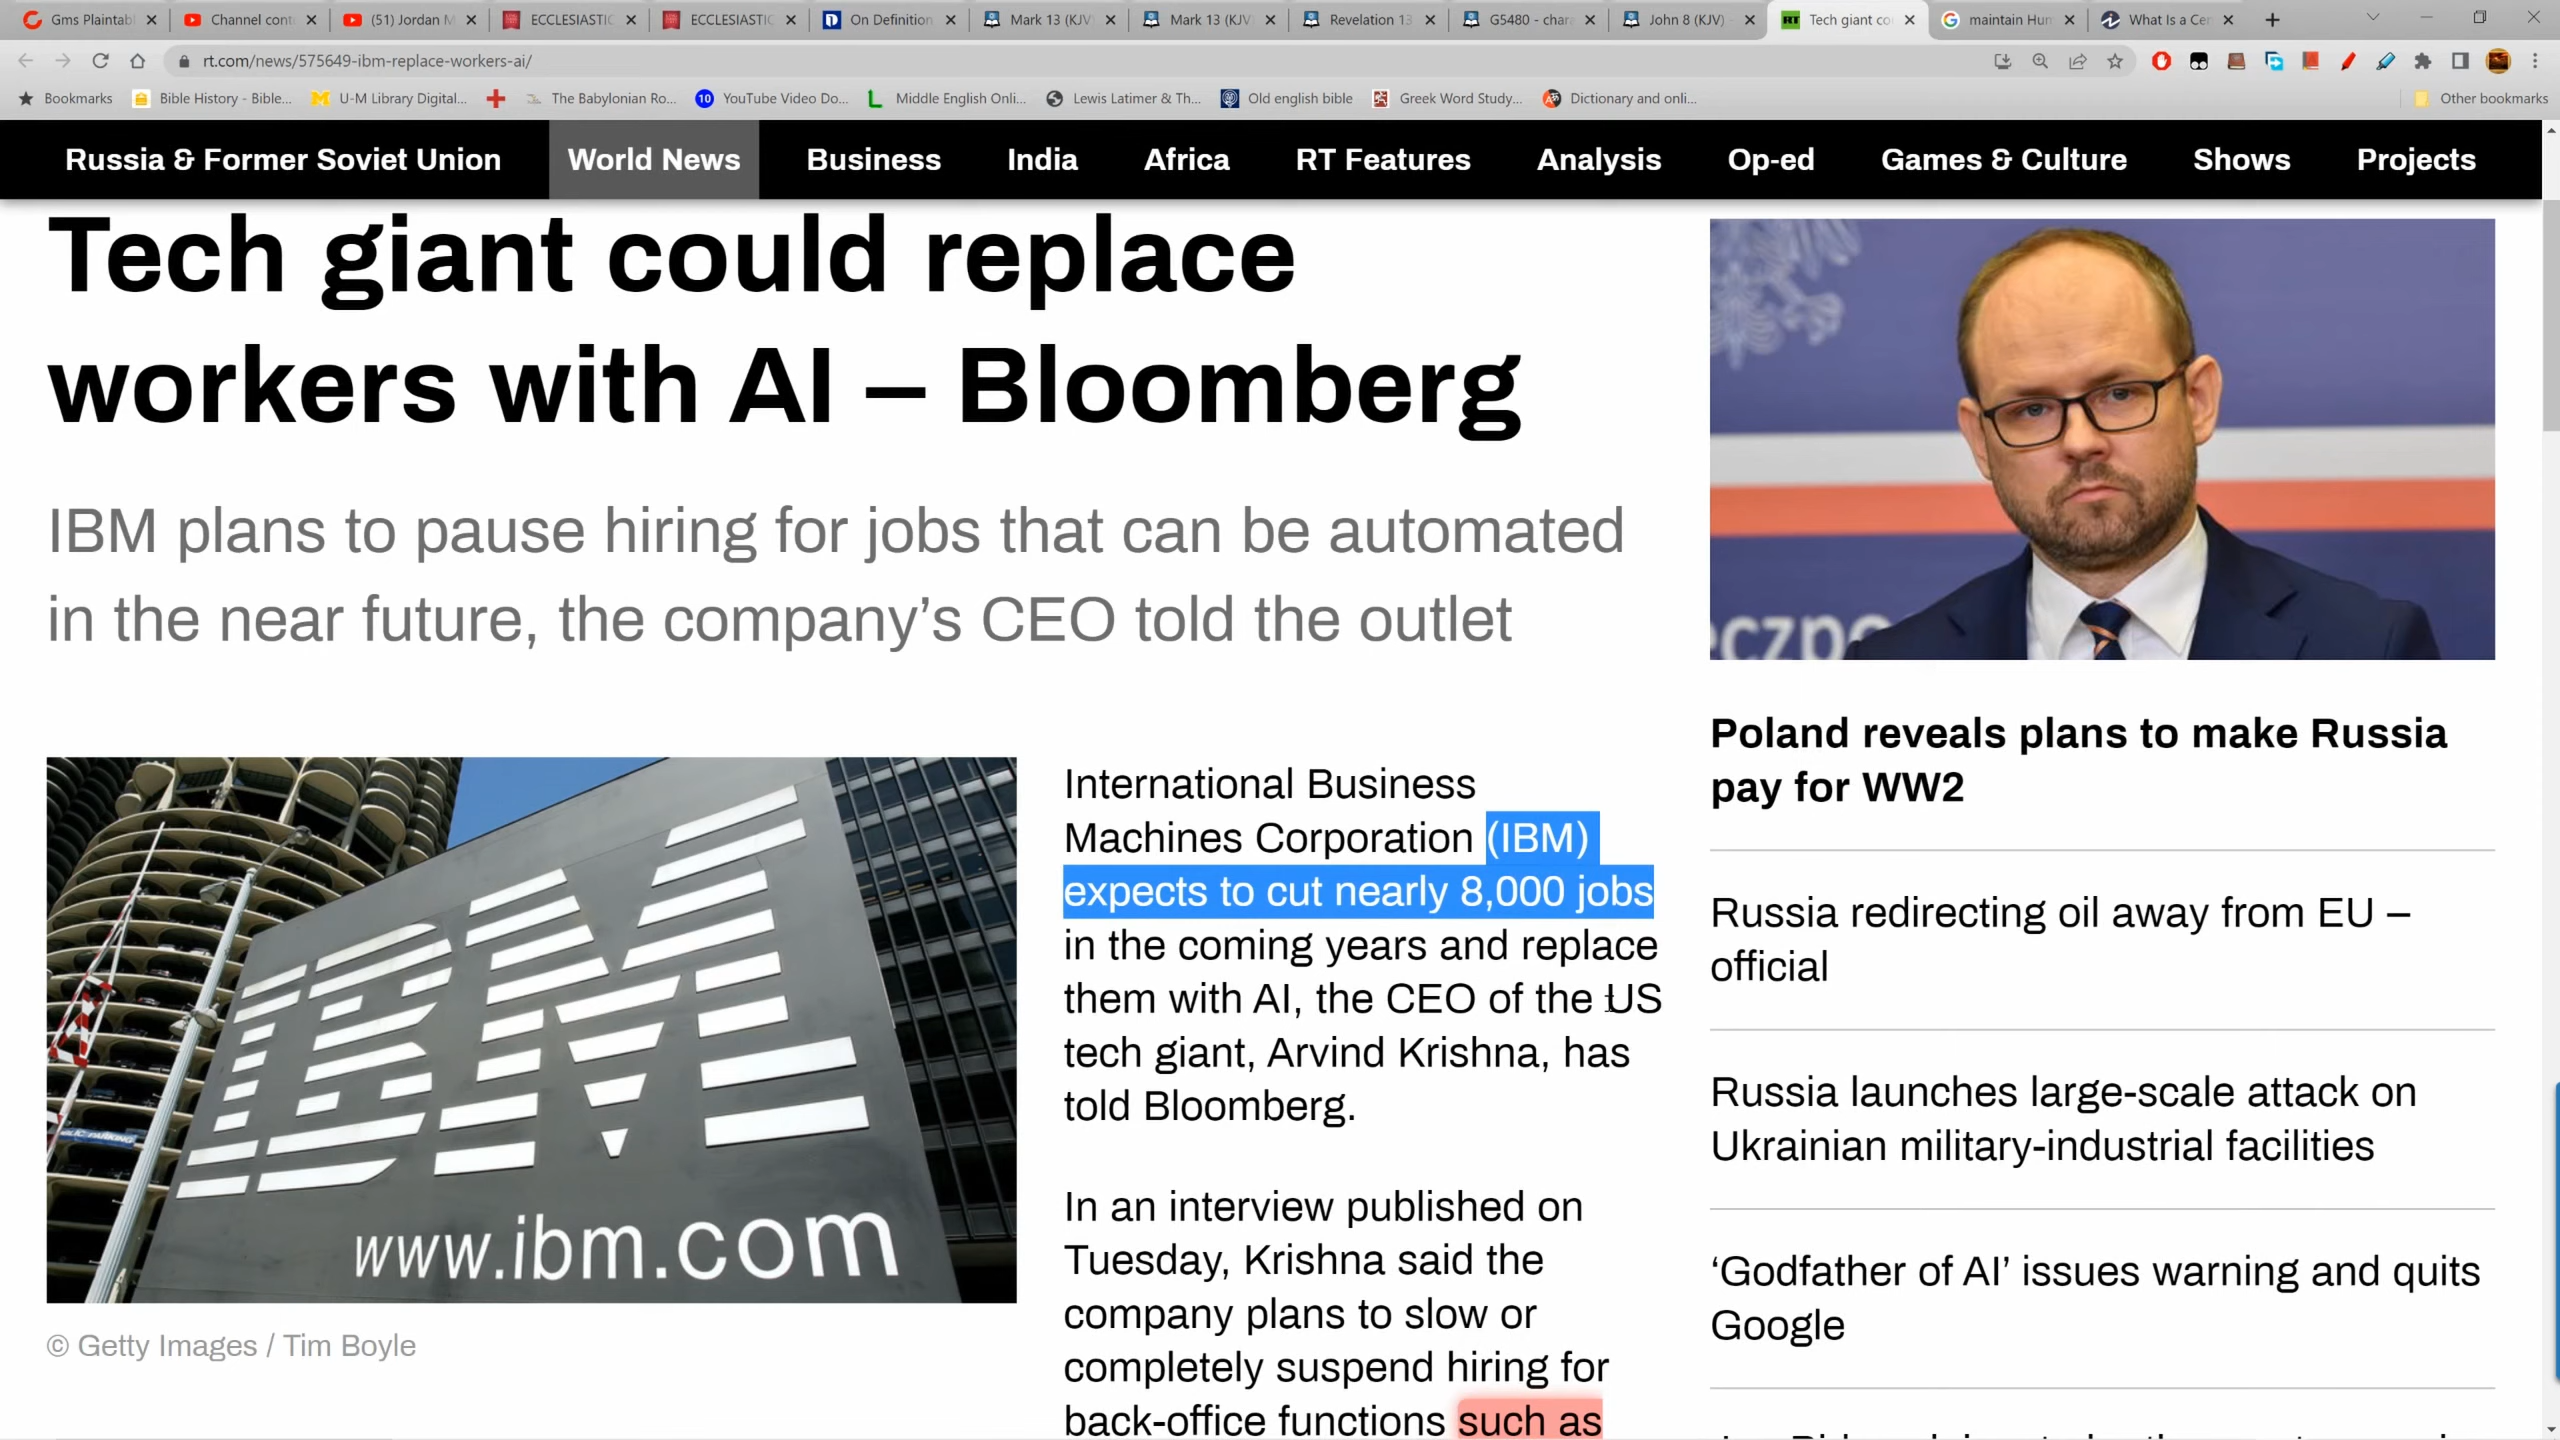 Gms Plaintab
Channel cont
(51) Jordan M
ECCLESIASTIC
ECCLESIASTIC
On Definition
Mark 13 (KJV
Mark 13 (KJV
Revelation 13
G5480 - char
John 8 (KJV)
Tech giant co
maintain Hum
What Is a Cer
rt.com/news/575649-ibm-replace-workers-ai/
Bookmarks
Bible History - Bible...
U-M Library Digital...
The Babylonian Ro...
10 YouTube Video Do...
Middle English Onli...
Lewis Latimer & Th...
Old english bible
Greek Word Study...
Dictionary and onli...
Other bookmarks
Russia & Former Soviet Union
World News
Business
India
Africa
RT Features
Analysis
Op-ed
Games & Culture
Shows
Projects
Tech giant could replace
workers with AI – Bloomberg
IBM plans to pause hiring for jobs that can be automated
in the near future, the company’s CEO told the outlet
IBM
www.ibm.com
© Getty Images / Tim Boyle
International Business
Machines Corporation (IBM)
expects to cut nearly 8,000 jobs
in the coming years and replace
them with AI, the CEO of the US
tech giant, Arvind Krishna, has
told Bloomberg.
In an interview published on
Tuesday, Krishna said the
company plans to slow or
completely suspend hiring for
back-office functions such as
eczpo
Poland reveals plans to make Russia
pay for WW2
Russia redirecting oil away from EU –
official
Russia launches large-scale attack on
Ukrainian military-industrial facilities
‘Godfather of AI’ issues warning and quits
Google